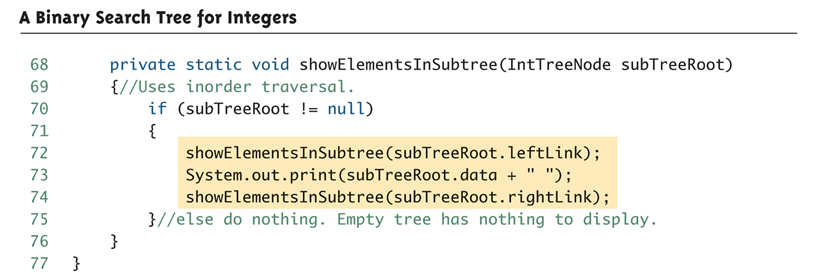 A Binary Search Tree for Integers
68 private static void showElementsInSubtree(IntTreeNode subTreeRoot)
69 {//Uses inorder traversal.
70 if (subTreeRoot != null)
71 {
72 showElementsInSubtree(subTreeRoot.leftLink);
73 System.out.print(subTreeRoot.data + " ");
74 showElementsInSubtree(subTreeRoot.rightLink);
75 }//else do nothing. Empty tree has nothing to display.
76 }
77 }